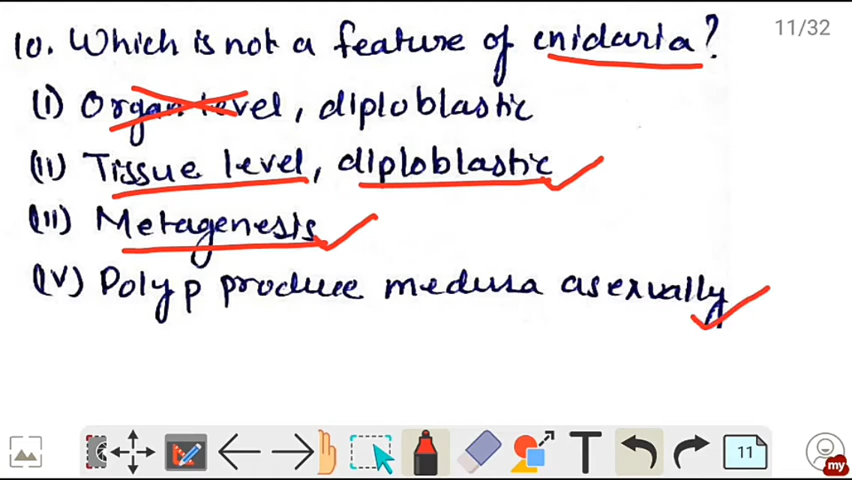 11/32
10. Which is not a feature of cnidaria?
(I) Organ level, diploblastic
(II) Tissue level, diploblastic
(III) Metagenesis
(IV) Polyp produce medusa asexually
T
11
my